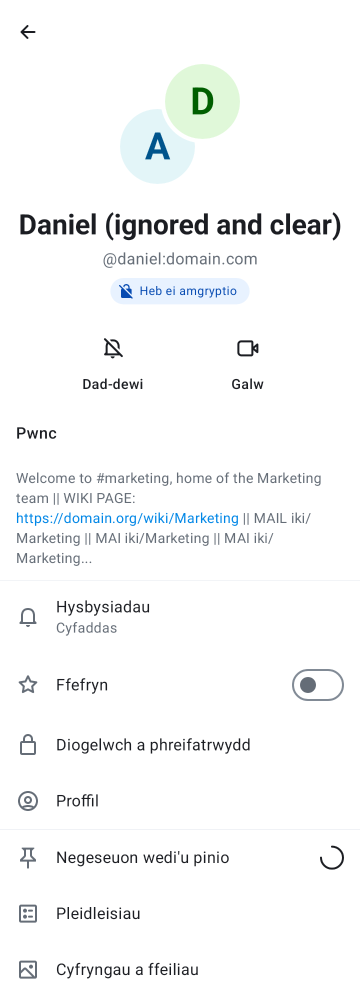 D
A
Daniel (ignored and clear)
@daniel:domain.com
Heb ei amgryptio
Dad-dewi
Galw
Pwnc
Welcome to #marketing, home of the Marketing
team || WIKI PAGE:
https://domain.org/wiki/Marketing || MAIL iki/
Marketing || MAI iki/Marketing || MAI iki/
Marketing...
Hysbysiadau
Cyfaddas
Ffefryn
Diogelwch a phreifatrwydd
Proffil
Negeseuon wedi'u pinio
Pleidleisiau
Cyfryngau a ffeiliau